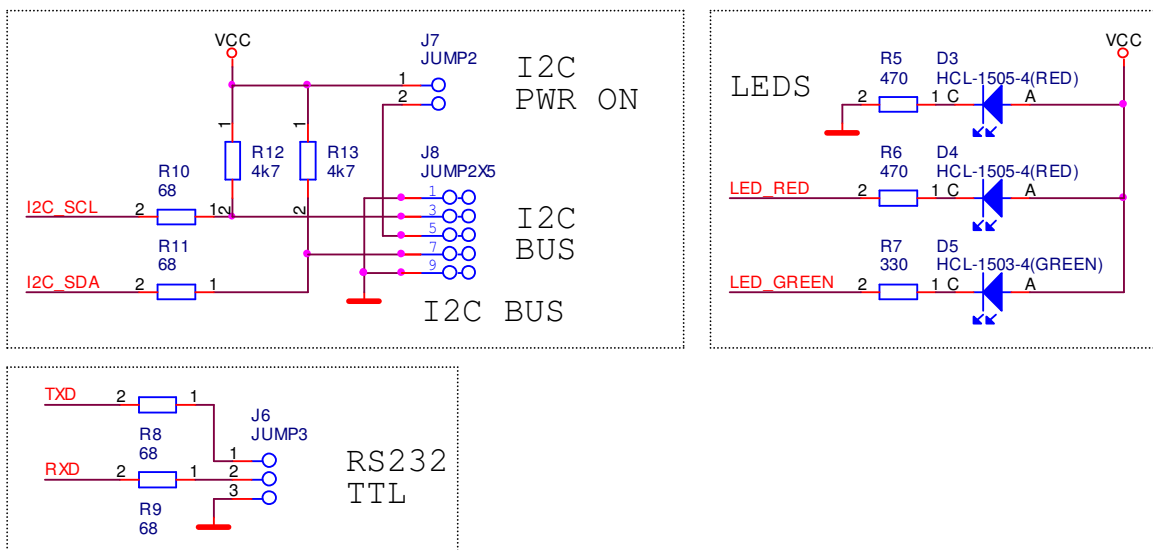 VCC
J7
JUMP2
1
2
I2C
PWR ON
1
1
R12
4k7
R13
4k7
2
2
J8
JUMP2X5
1
3
5
7
9
R10
68
I2C_SCL
2
1
R11
68
I2C_SDA
2
1
I2C
BUS
I2C BUS
LEDS
VCC
R5
470
D3
HCL-1505-4(RED)
2
1
C
A
R6
470
D4
HCL-1505-4(RED)
LED_RED
2
1
C
A
R7
330
D5
HCL-1503-4(GREEN)
LED_GREEN
2
1
C
A
TXD
2
1
R8
68
RXD
2
1
R9
68
J6
JUMP3
1
2
3
RS232
TTL